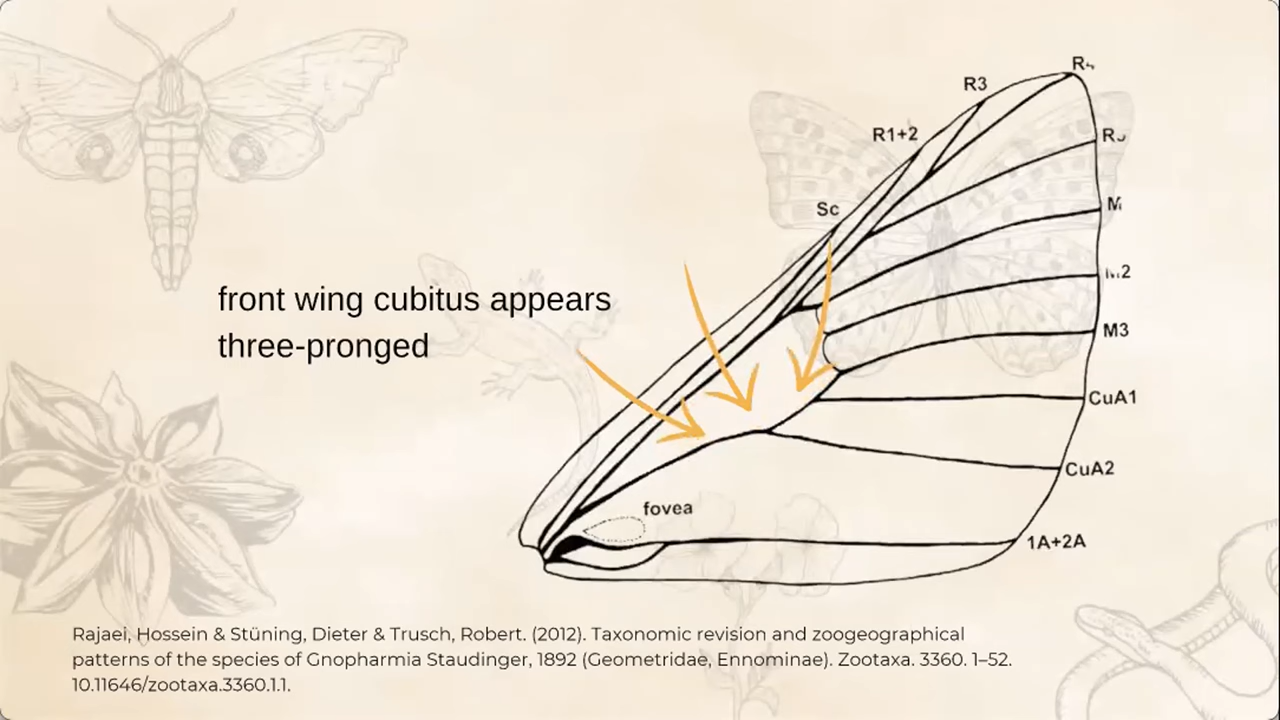 R3
R1+2
Sc
M3
CuA1
CuA2
fovea
1A+2A
front wing cubitus appears
three-pronged
Rajaei, Hossein & Stüning, Dieter & Trusch, Robert. (2012). Taxonomic revision and zoogeographical
patterns of the species of Gnopharmia Staudinger, 1892 (Geometridae, Ennominae). Zootaxa. 3360. 1–52.
10.11646/zootaxa.3360.1.1.